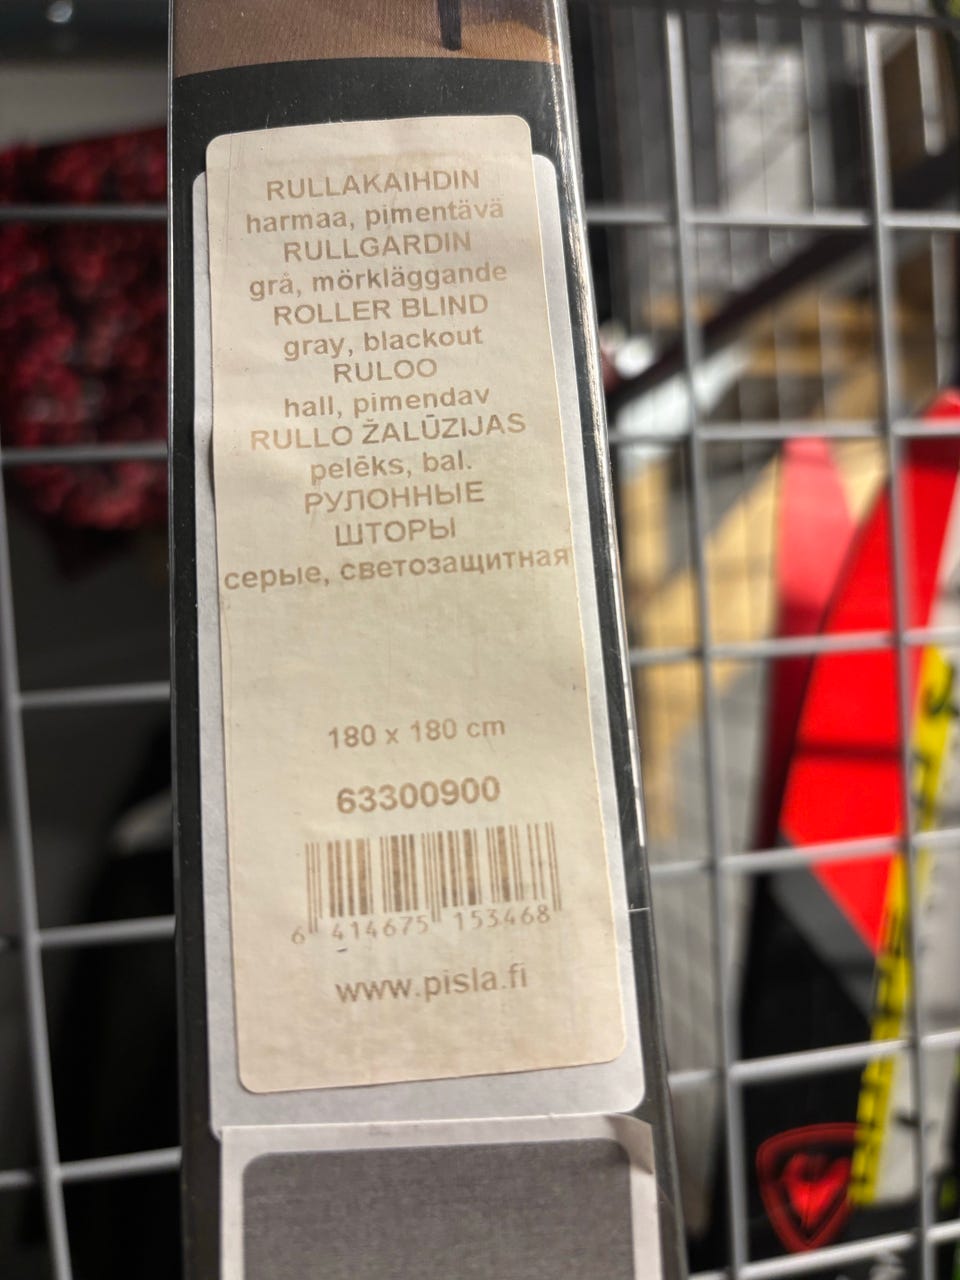 RULLAKAIHDIN
harmaa, pimentävä
RULLGARDIN
grå, mörkläggande
ROLLER BLIND
gray, blackout
RULOO
hall, pimendav
RULLO ŽALŪZIJAS
pelēks, bal.
РУЛОННЫЕ
ШТОРЫ
серые, светозащитная
180 x 180 cm
63300900
6 414675 153468
www.pisla.fi